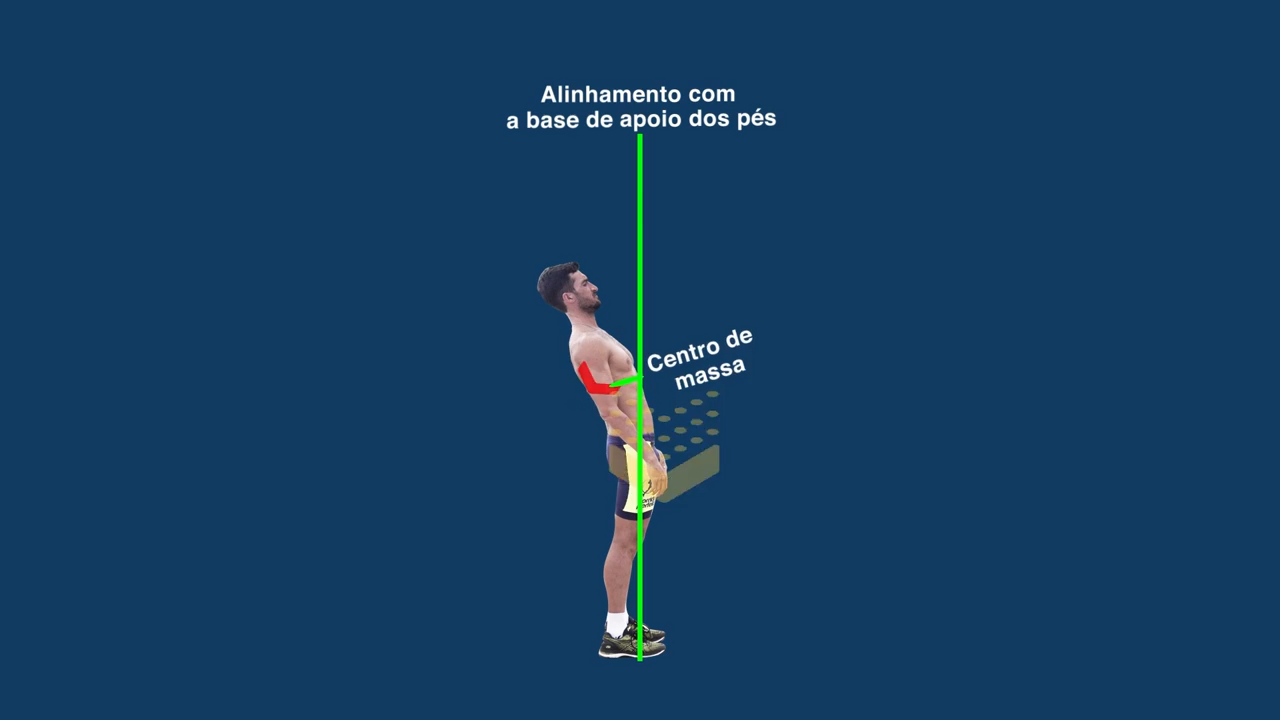 Alinhamento com
a base de apoio dos pés
Centro de
massa